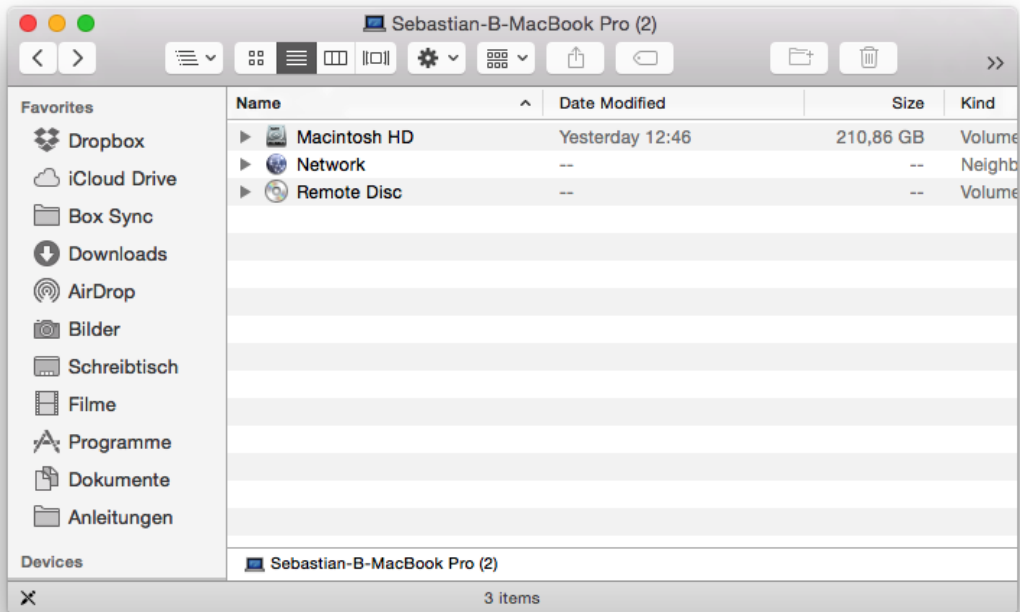 Sebastian-B-MacBook Pro (2)
Favorites
Dropbox
iCloud Drive
Box Sync
Downloads
AirDrop
Bilder
Schreibtisch
Filme
Programme
Dokumente
Anleitungen
Devices
Name Date Modified Size Kind
Macintosh HD Yesterday 12:46 210,86 GB Volume
Network -- -- Neighb
Remote Disc -- -- Volume
Sebastian-B-MacBook Pro (2)
3 items